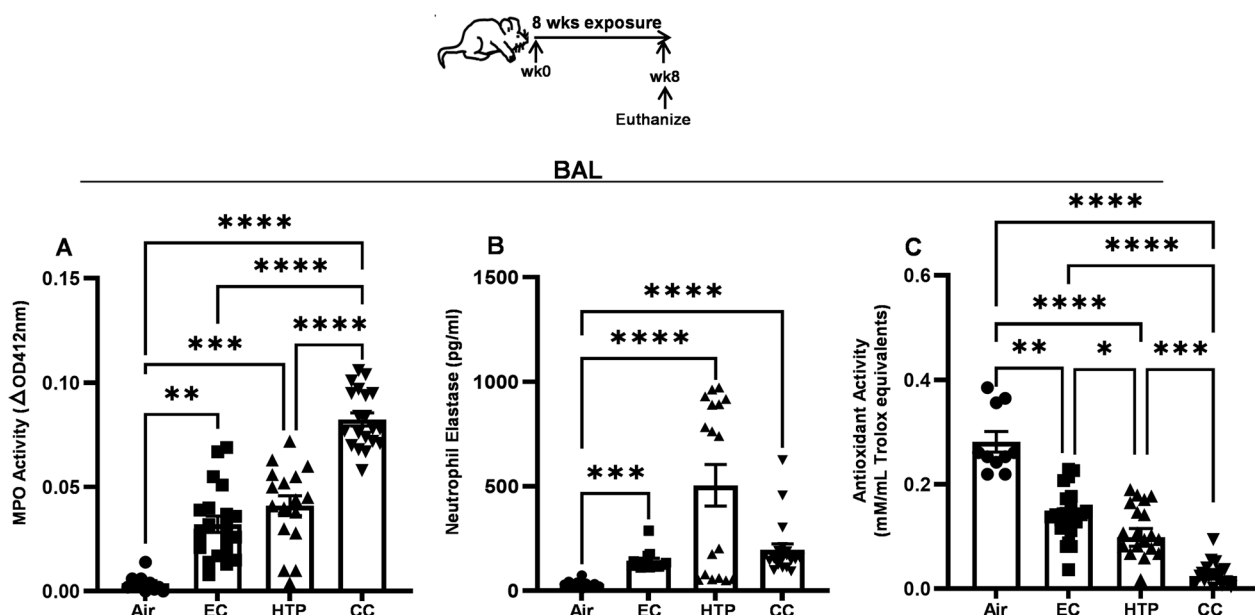 8 wks exposure
wk0
wk8
Euthanize
BAL
A
MPO Activity (ΔOD412nm)
0.15
0.10
0.05
0.00
Air EC HTP CC
****
****
****
***
**
B
Neutrophil Elastase (pg/ml)
1500
1000
500
0
Air EC HTP CC
****
****
***
C
Antioxidant Activity
(mM/mL Trolox equivalents)
0.6
0.4
0.2
0.0
Air EC HTP CC
****
****
****
** * ***